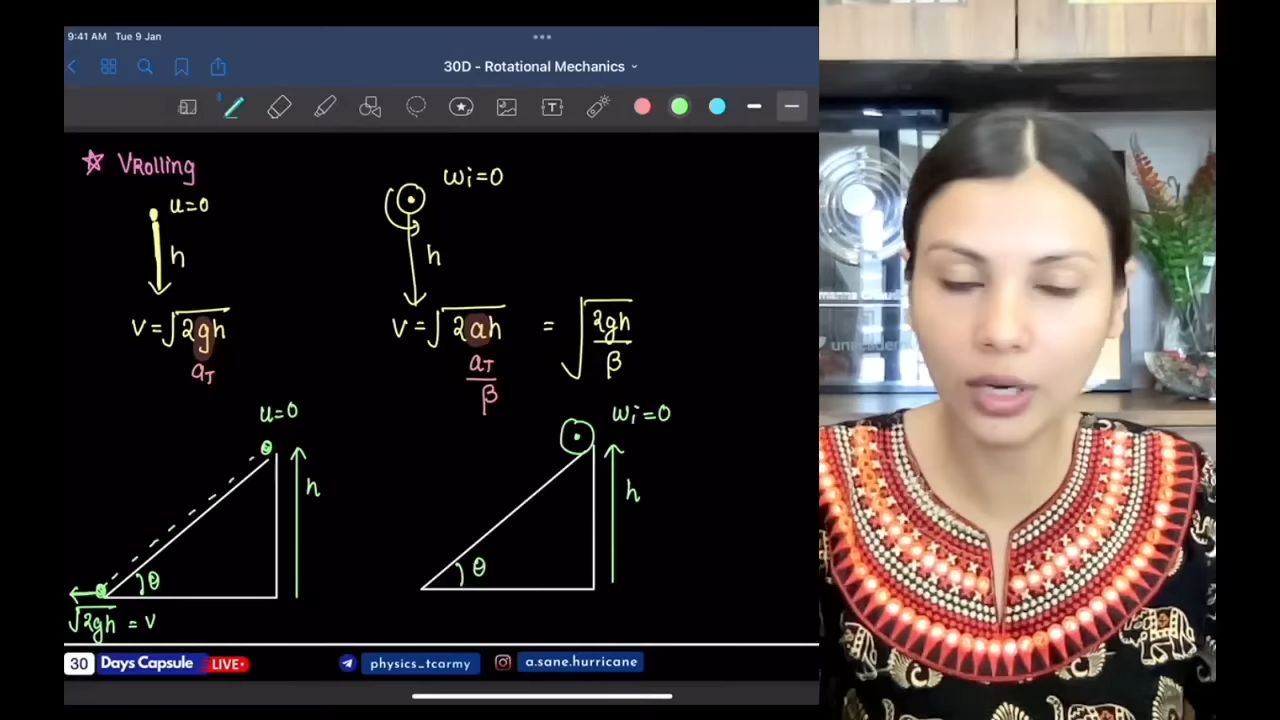 9:41 AM Tue 9 Jan
30D - Rotational Mechanics
☆ VRolling
u=0
h
v=√2gh
aT
ωi=0
h
v=√2ah = √2gh/β
aT/β
u=0
h
θ
√2gh = v
ωi=0
h
θ
30 Days Capsule LIVE
physics_tcarmy
a.sane.hurricane